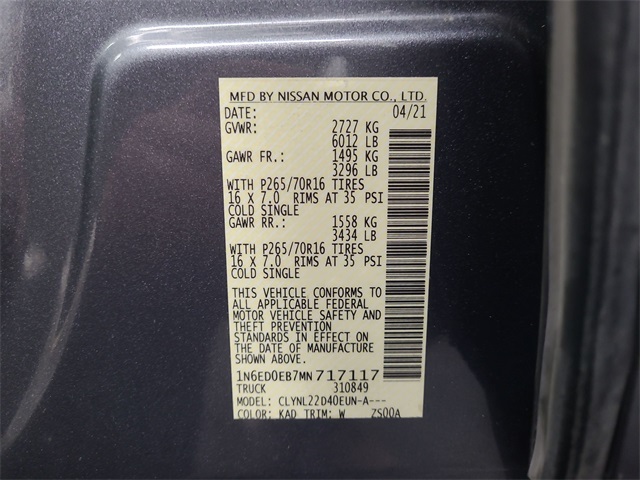 MFD BY NISSAN MOTOR CO., LTD.
DATE: 04/21
GVWR: 2727 KG
6012 LB
GAWR FR.: 1495 KG
3296 LB
WITH P265/70R16 TIRES
16 X 7.0 RIMS AT 35 PSI
COLD SINGLE
GAWR RR.: 1558 KG
3434 LB
WITH P265/70R16 TIRES
16 X 7.0 RIMS AT 35 PSI
COLD SINGLE
THIS VEHICLE CONFORMS TO
ALL APPLICABLE FEDERAL
MOTOR VEHICLE SAFETY AND
THEFT PREVENTION
STANDARDS IN EFFECT ON
THE DATE OF MANUFACTURE
SHOWN ABOVE.
1N6ED0EB7MN717117
TRUCK 310849
MODEL: CLYNL22D40EUN-A---
COLOR: KAD TRIM: W ZS00A